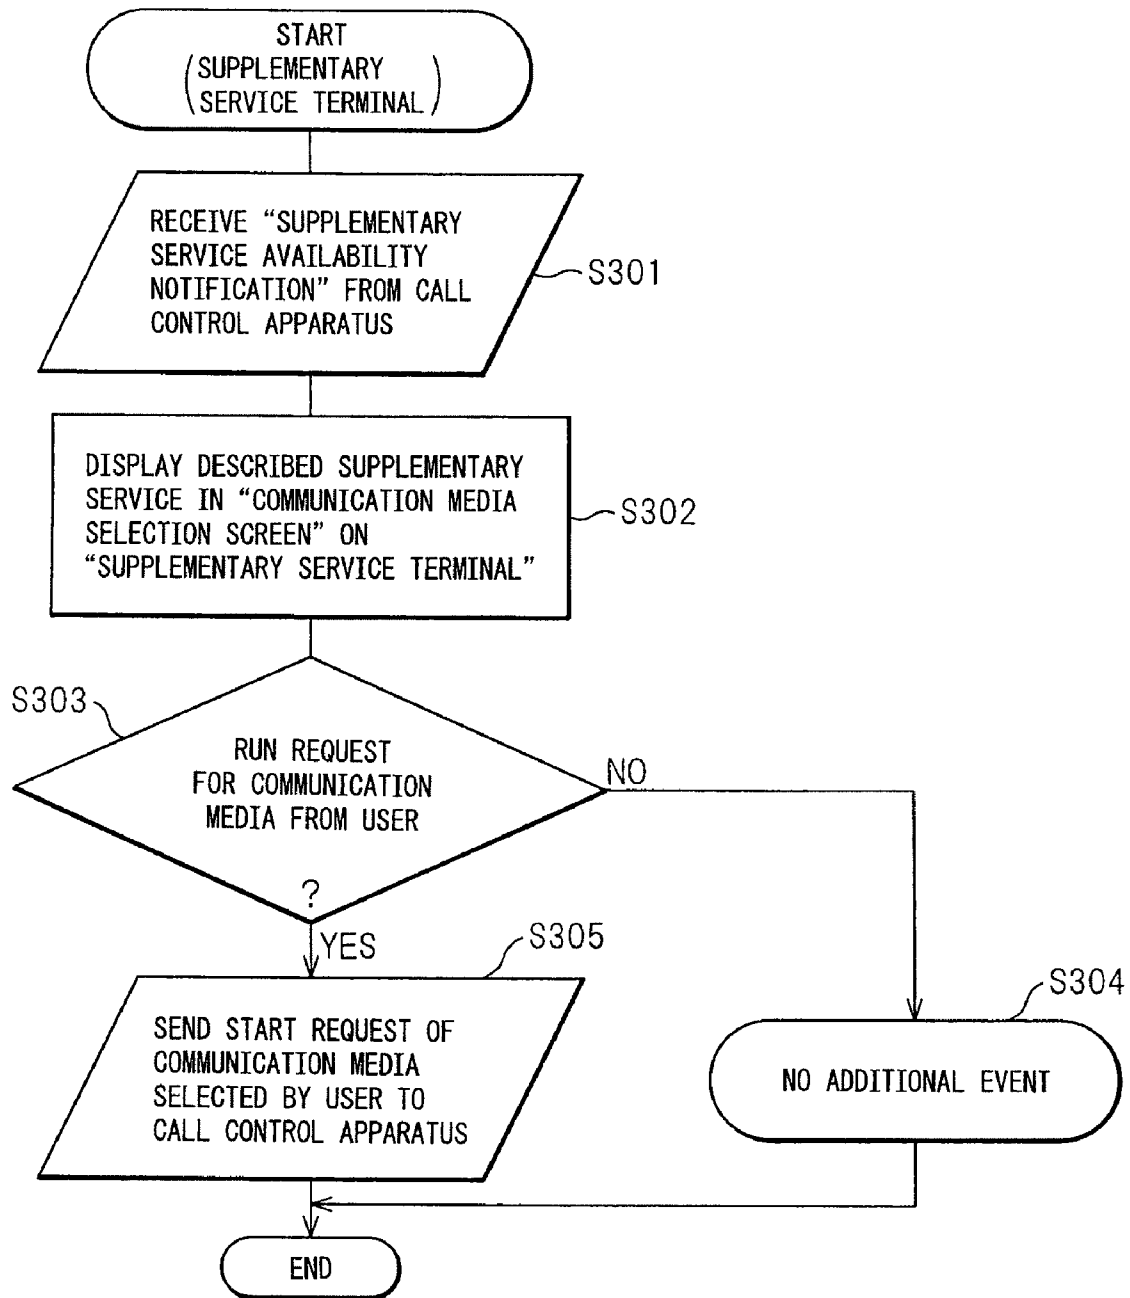 START
(SUPPLEMENTARY
SERVICE TERMINAL)
RECEIVE “SUPPLEMENTARY
SERVICE AVAILABILITY
NOTIFICATION” FROM CALL
CONTROL APPARATUS
S301
DISPLAY DESCRIBED SUPPLEMENTARY
SERVICE IN “COMMUNICATION MEDIA
SELECTION SCREEN” ON
“SUPPLEMENTARY SERVICE TERMINAL”
S302
S303
RUN REQUEST
FOR COMMUNICATION
MEDIA FROM USER
?
NO
YES
S305
SEND START REQUEST OF
COMMUNICATION MEDIA
SELECTED BY USER TO
CALL CONTROL APPARATUS
S304
NO ADDITIONAL EVENT
END